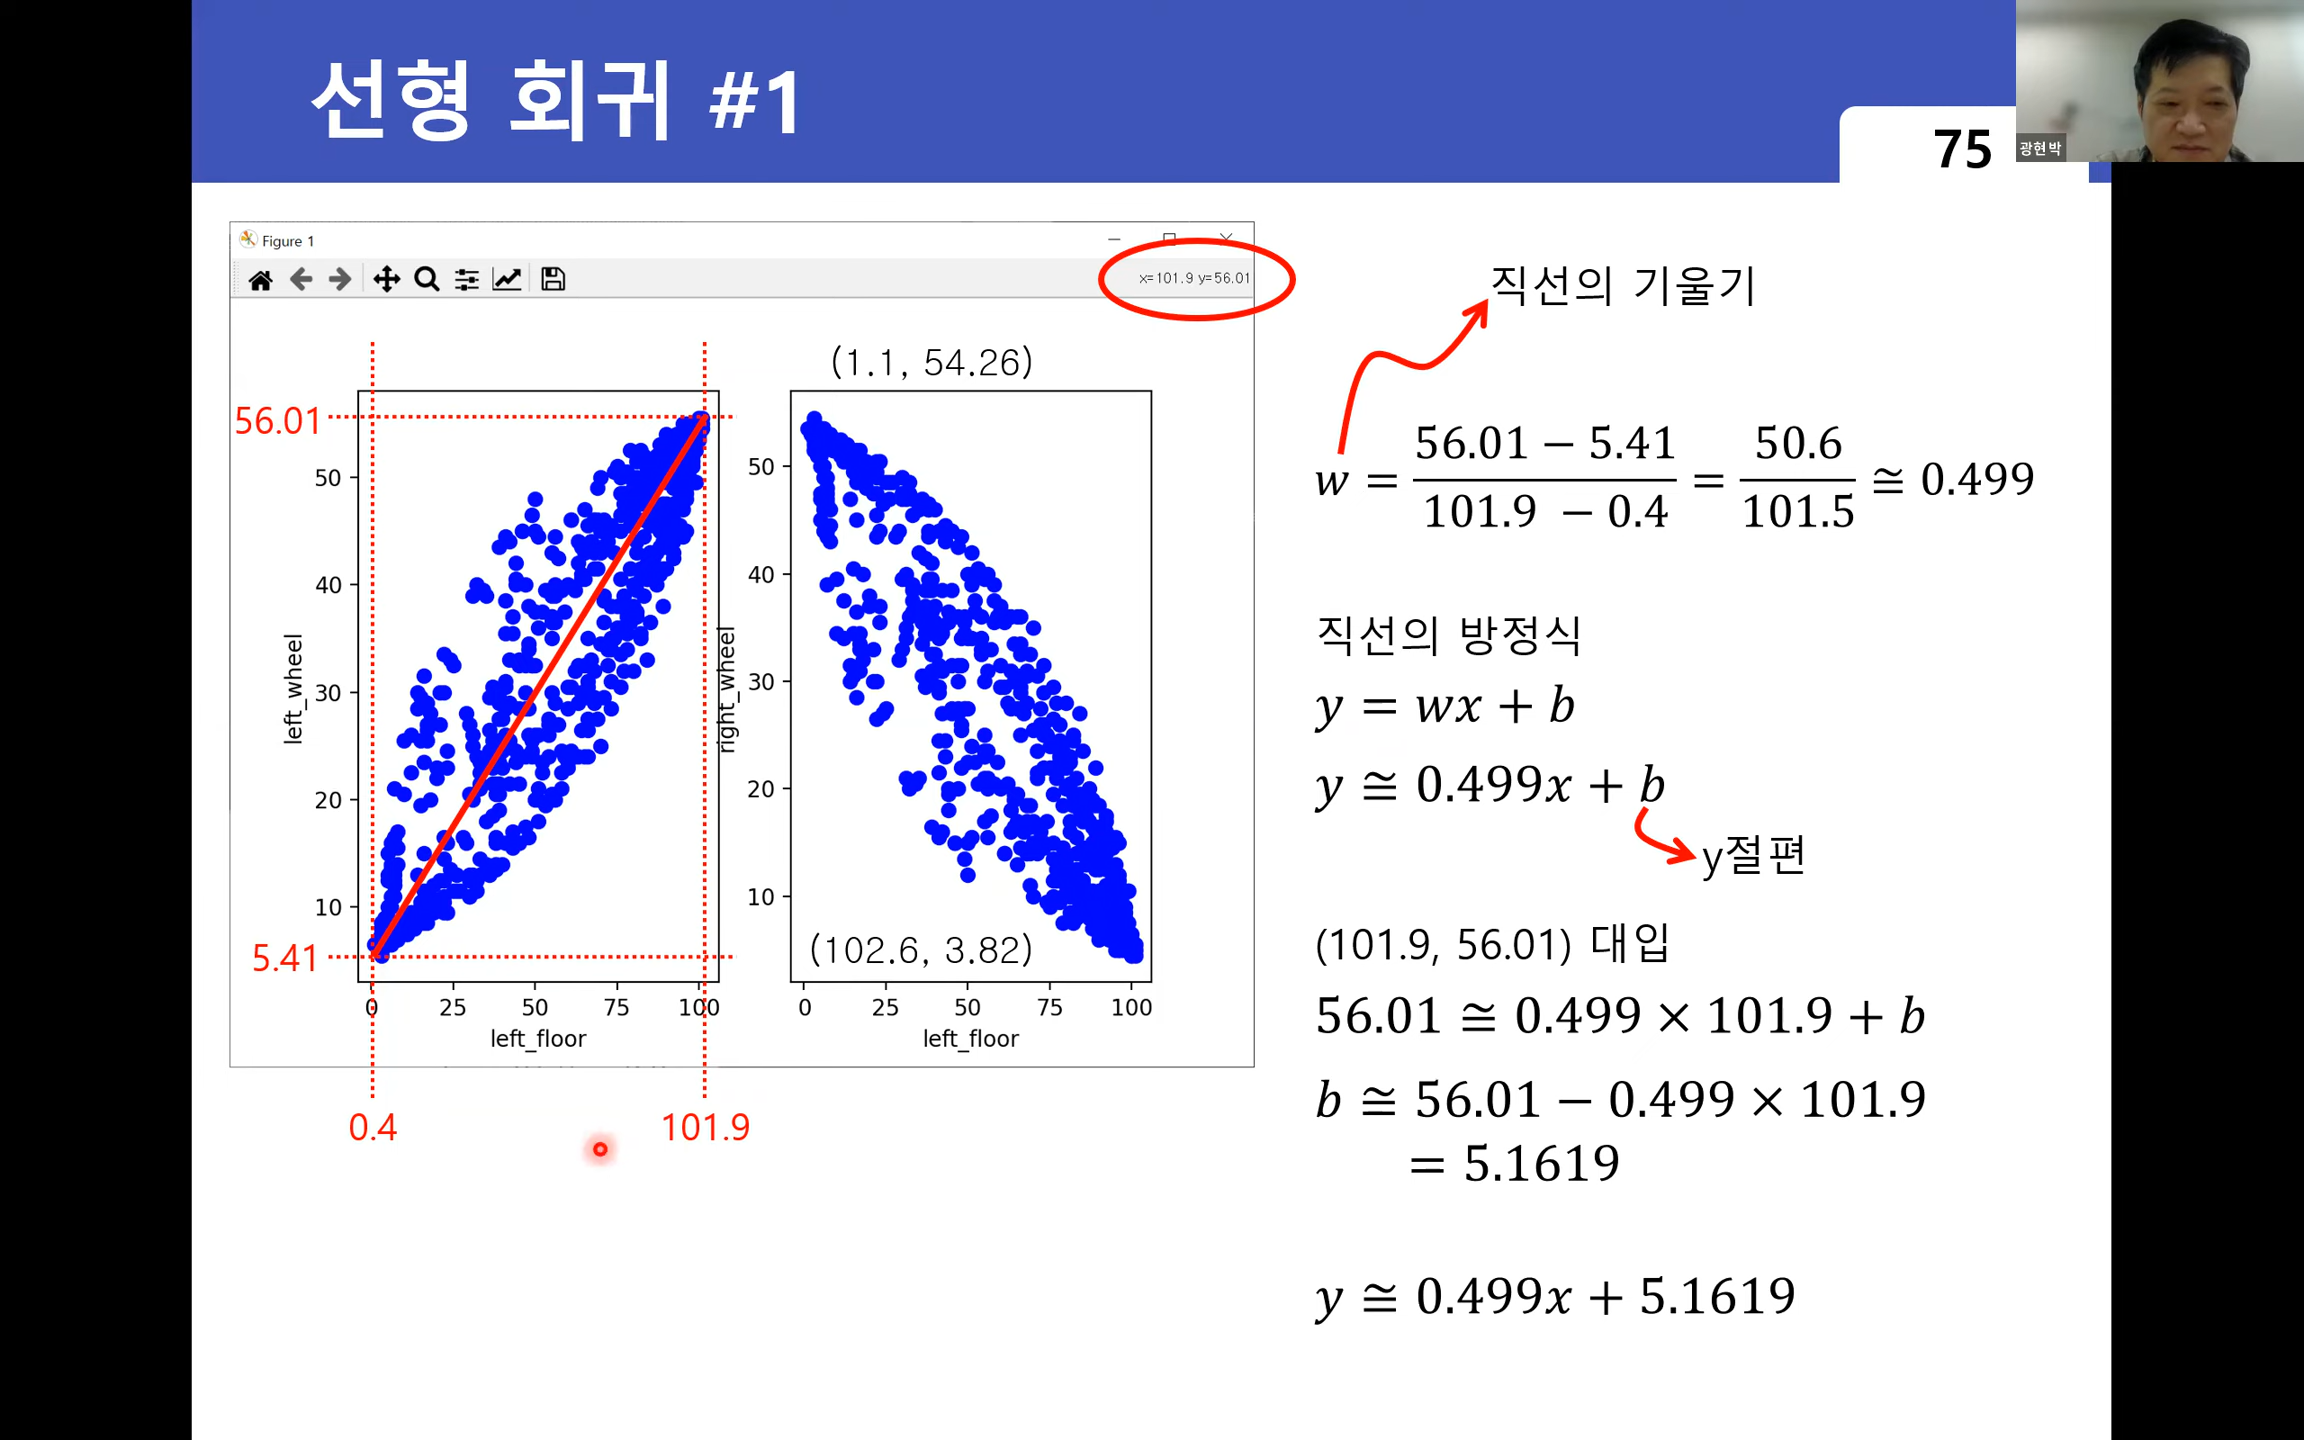 선형 회귀 #1
75
광현 박
Figure 1
x=101.9 y=56.01
(1.1, 54.26)
56.01
50
40
30
20
10
5.41
left_wheel
0 25 50 75 100
left_floor
0.4
101.9
50
40
30
20
10
right_wheel
(102.6, 3.82)
0 25 50 75 100
left_floor
직선의 기울기
w = \frac{56.01 − 5.41}{101.9 − 0.4} = \frac{50.6}{101.5} ≅ 0.499
직선의 방정식
y = wx + b
y ≅ 0.499x + b
y절편
(101.9, 56.01) 대입
56.01 ≅ 0.499 × 101.9 + b
b ≅ 56.01 − 0.499 × 101.9
= 5.1619
y ≅ 0.499x + 5.1619